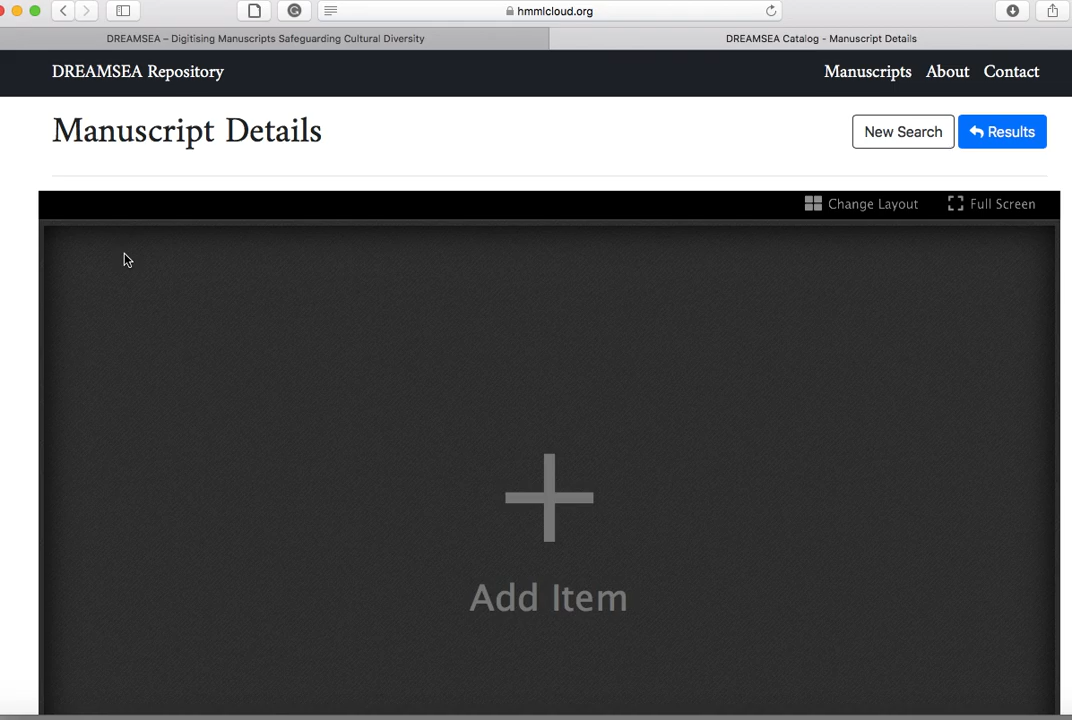 hmmlcloud.org
DREAMSEA – Digitising Manuscripts Safeguarding Cultural Diversity
DREAMSEA Catalog - Manuscript Details
DREAMSEA Repository
Manuscripts
About
Contact
Manuscript Details
New Search
Results
Change Layout
Full Screen
Add Item